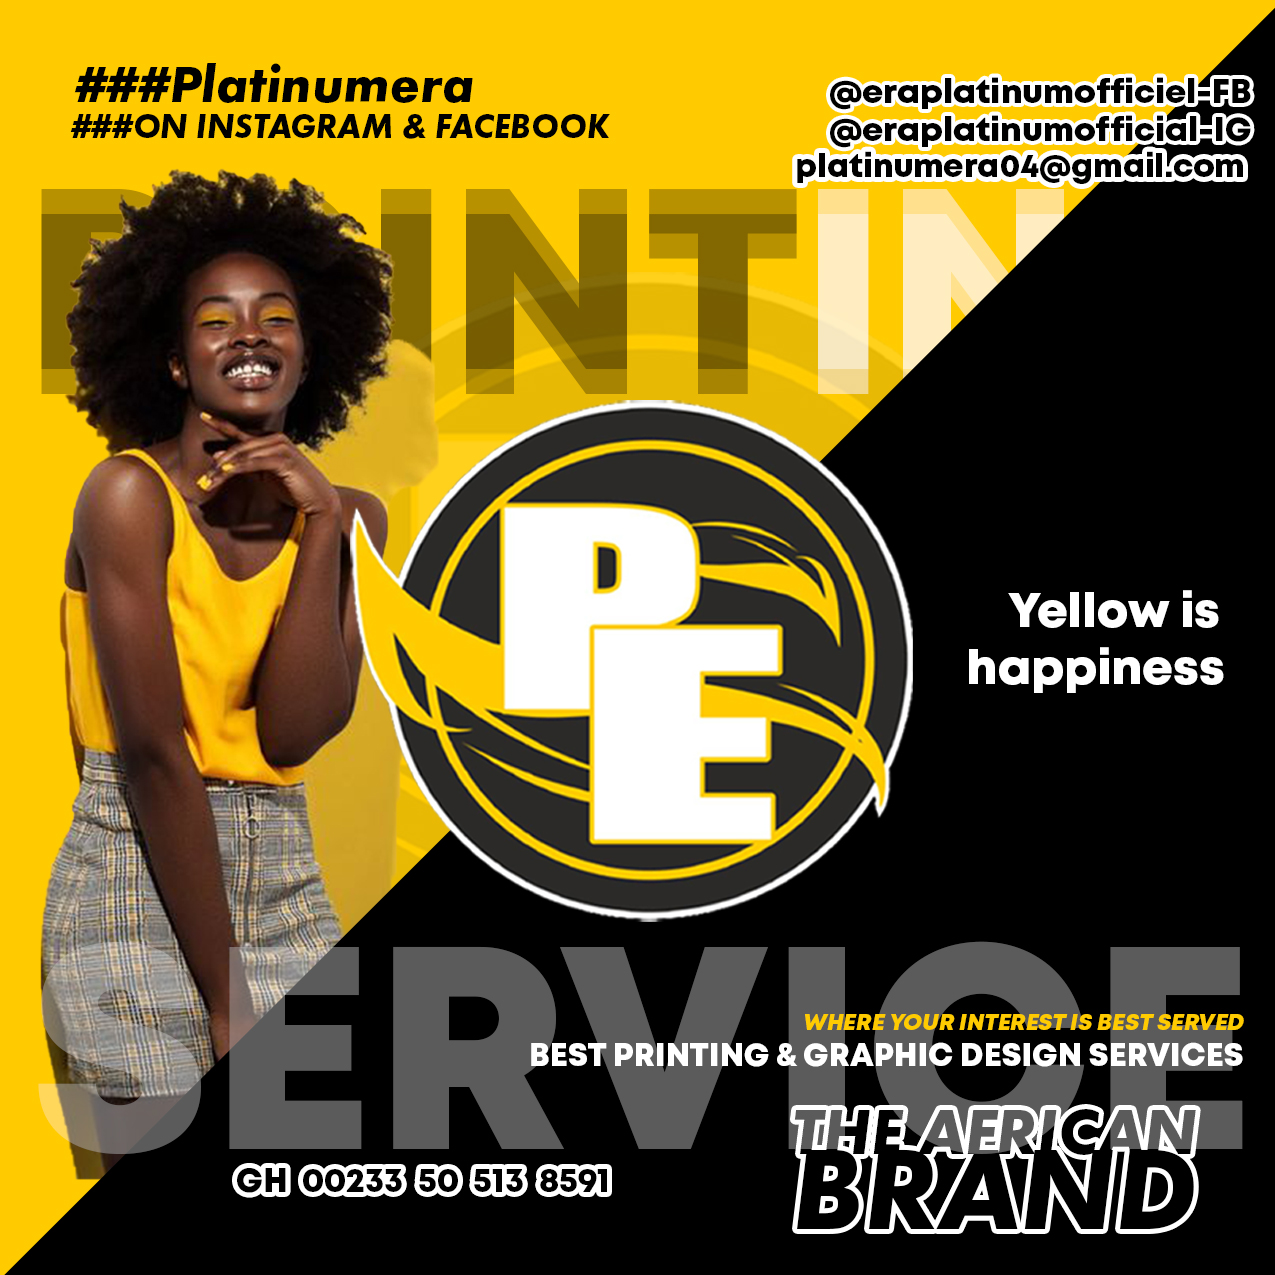 ###Platinumera
###ON INSTAGRAM & FACEBOOK
@eraplatinumofficiel-FB
@eraplatinumofficial-IG
platinumera04@gmail.com
PRINTIN
PE
Yellow is
happiness
SERVICE
WHERE YOUR INTEREST IS BEST SERVED
BEST PRINTING & GRAPHIC DESIGN SERVICES
THE AFRICAN
BRAND
GH 00233 50 513 8591